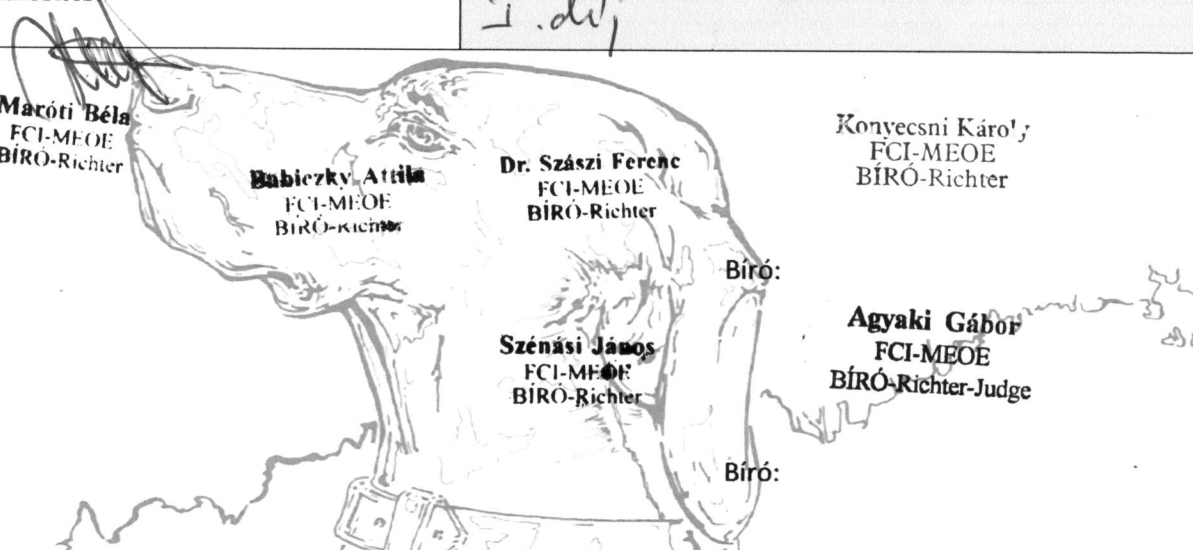 I. díj
Maróti Béla
FCI-MEOE
BÍRÓ-Richter
Babiczky Attila
FCI-MEOE
BÍRÓ-Richter
Dr. Szászi Ferenc
FCI-MEOE
BÍRÓ-Richter
Konyecsni Károly
FCI-MEOE
BÍRÓ-Richter
Bíró:
Szénási János
FCI-MEOE
BÍRÓ-Richter
Agyaki Gábor
FCI-MEOE
BÍRÓ-Richter-Judge
Bíró: